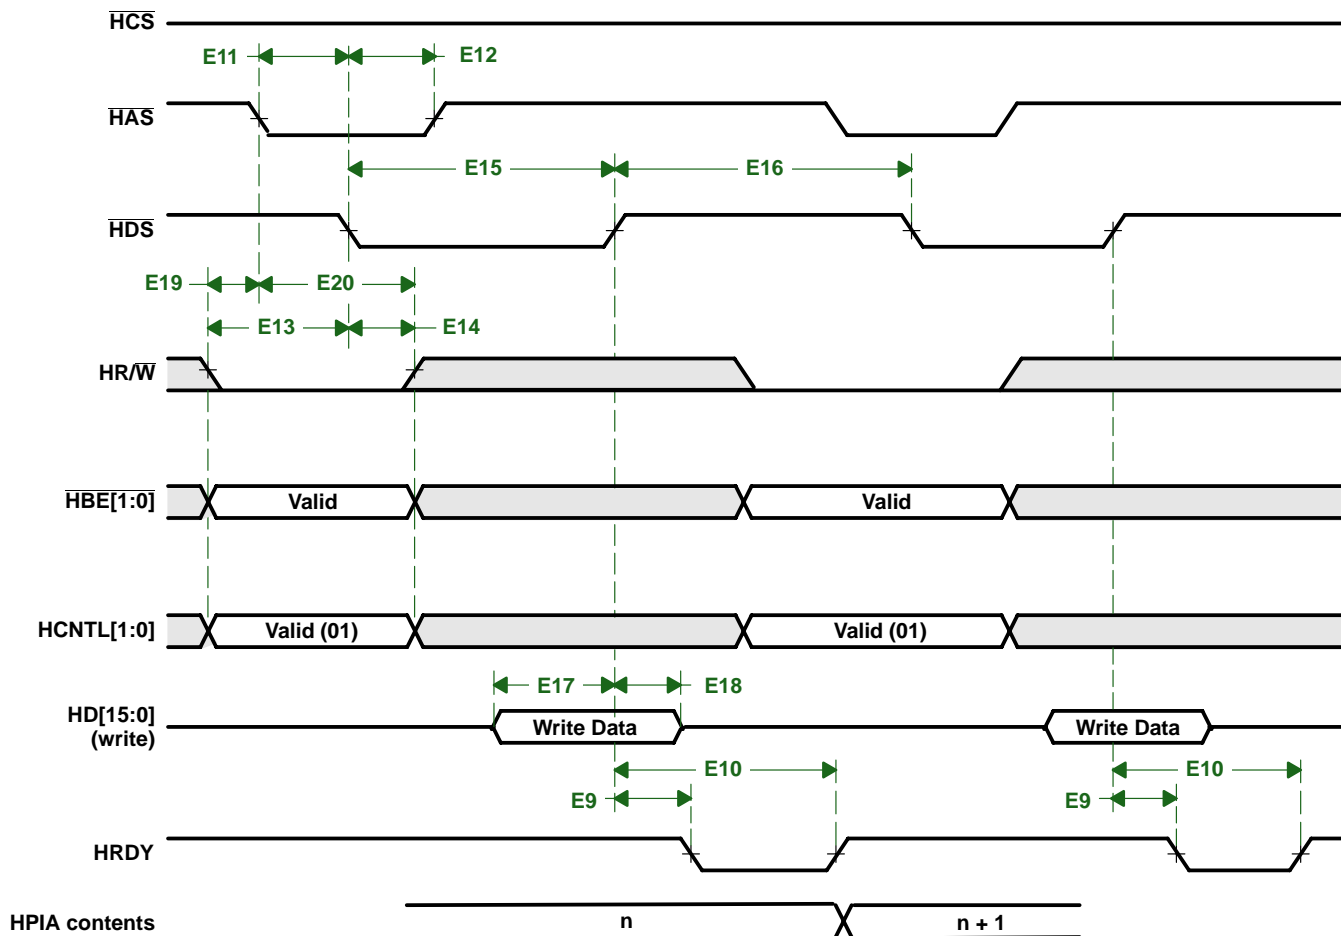 HCS
E11 E12
HAS
E15 E16
HDS
E19 E20
E13 E14
HR/W
HBE[1:0] Valid Valid
HCNTL[1:0] Valid (01) Valid (01)
E17 E18
HD[15:0] Write Data Write Data
(write)
E10 E10
E9 E9
HRDY
HPIA contents n n + 1